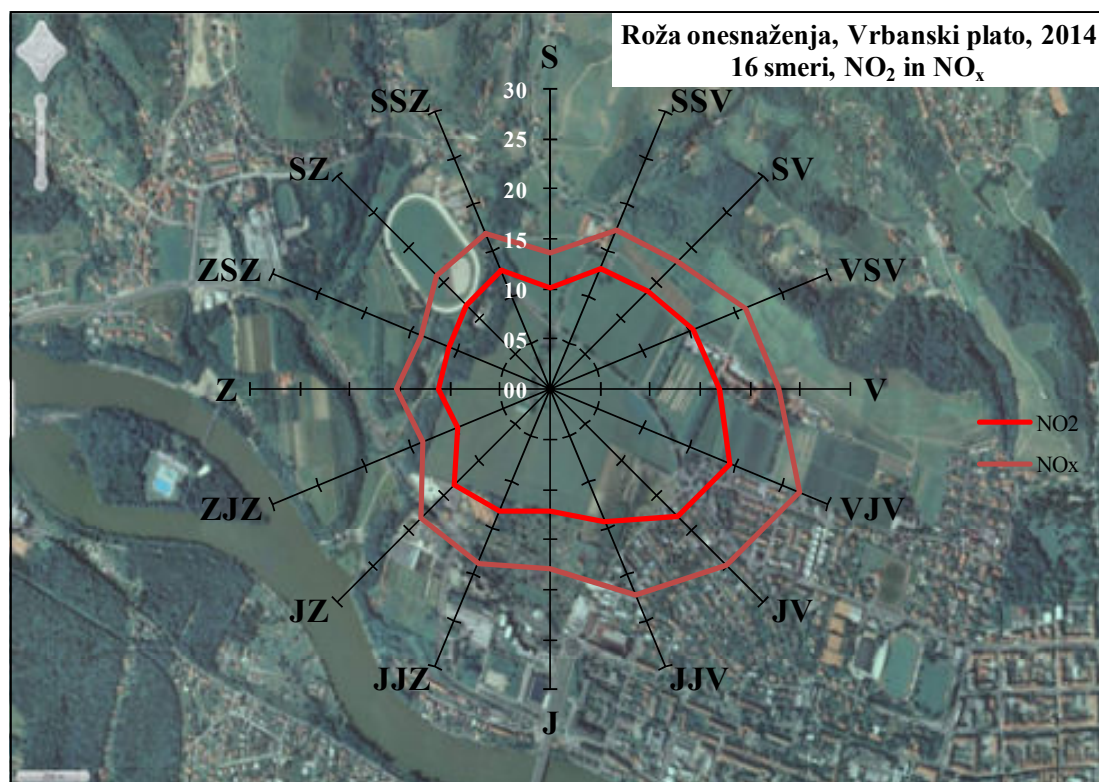 Roža onesnaženja, Vrbanski plato, 2014
16 smeri, NO₂ in NOₓ
S
30
SSZ
SSV
25
SZ
SV
20
15
ZSZ
VSV
10
05
Z
00
V
NO2
NOx
ZJZ
VJV
JZ
JV
JJZ
JJV
J